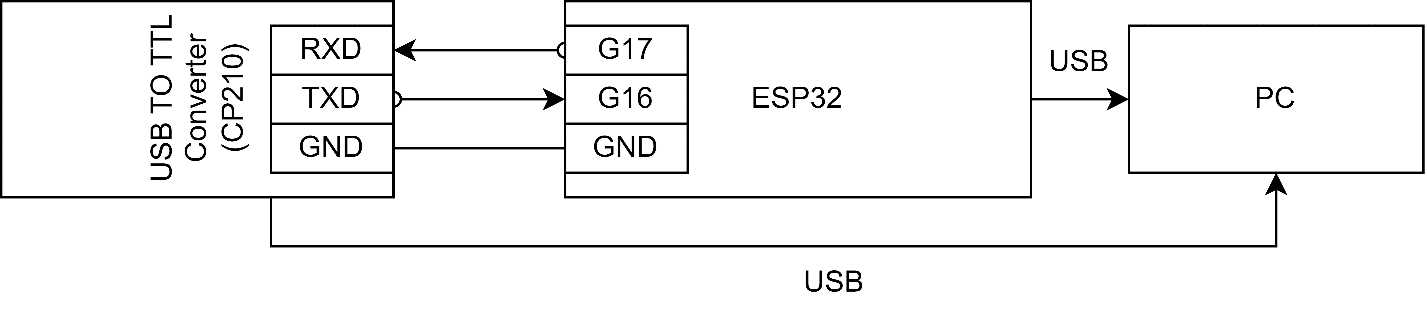 USB TO TTL
Converter
(CP210)
RXD
TXD
GND
G17
G16
GND
ESP32
USB
PC
USB